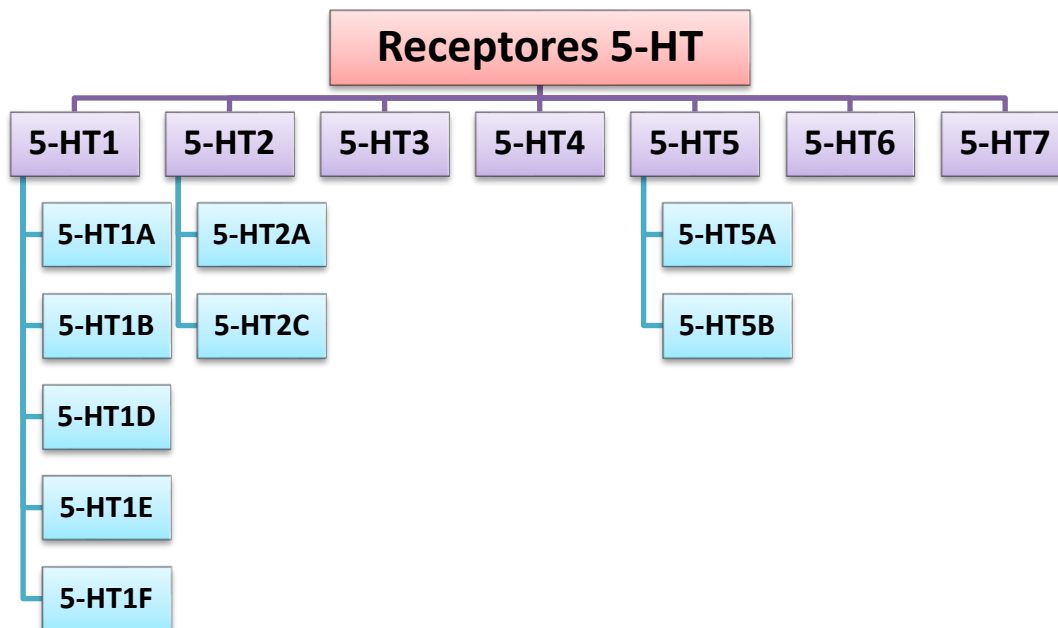 Receptores 5-HT
5-HT1
5-HT2
5-HT3
5-HT4
5-HT5
5-HT6
5-HT7
5-HT1A
5-HT1B
5-HT1D
5-HT1E
5-HT1F
5-HT2A
5-HT2C
5-HT5A
5-HT5B